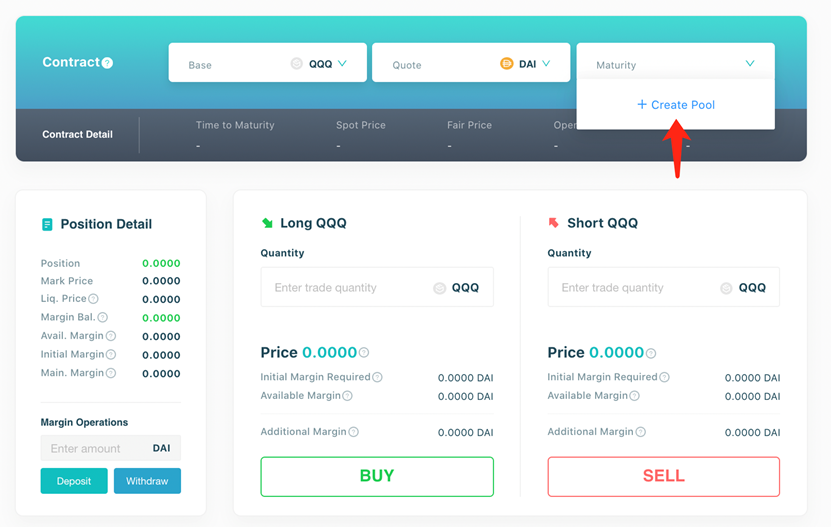 Contract?
Base QQQ
Quote DAI
Maturity
+ Create Pool
Contract Detail
Time to Maturity
-
Spot Price
-
Fair Price
-
Oper
-
-
Position Detail
Position 0.0000
Mark Price 0.0000
Liq. Price? 0.0000
Margin Bal.? 0.0000
Avail. Margin? 0.0000
Initial Margin? 0.0000
Main. Margin? 0.0000
Margin Operations
Enter amount DAI
Deposit Withdraw
Long QQQ
Quantity
Enter trade quantity QQQ
Price 0.0000?
Initial Margin Required? 0.0000 DAI
Available Margin? 0.0000 DAI
Additional Margin? 0.0000 DAI
BUY
Short QQQ
Quantity
Enter trade quantity QQQ
Price 0.0000?
Initial Margin Required? 0.0000 DAI
Available Margin? 0.0000 DAI
Additional Margin? 0.0000 DAI
SELL